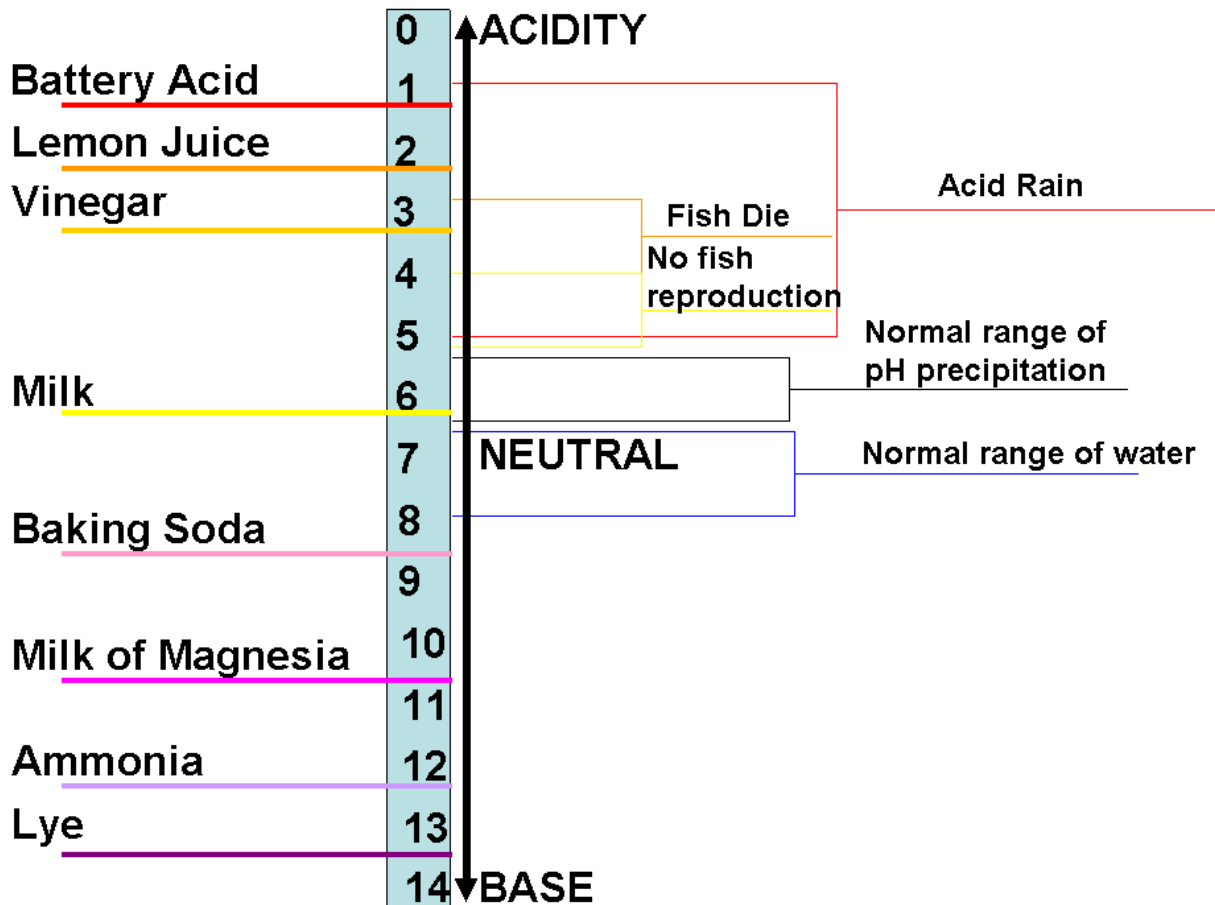 0
ACIDITY
Battery Acid
1
Lemon Juice
2
Acid Rain
Vinegar
3
Fish Die
No fish
reproduction
4
5
Normal range of
pH precipitation
Milk
6
NEUTRAL
7
Normal range of water
8
Baking Soda
9
10
Milk of Magnesia
11
Ammonia
12
Lye
13
14
BASE